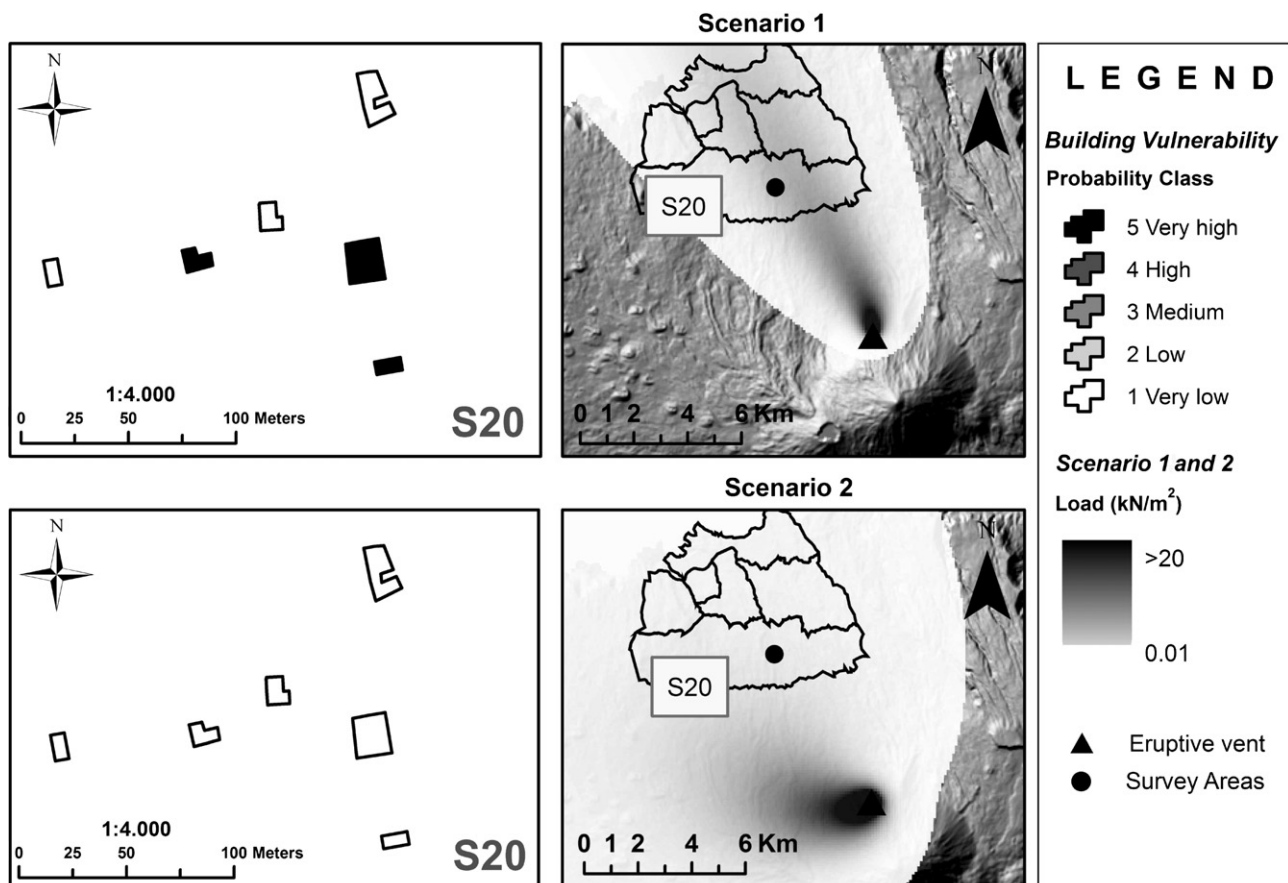 Scenario 1
N
1:4.000
0 25 50 100 Meters
S20
N
S20
0 1 2 4 6 Km
LEGEND
Building Vulnerability
Probability Class
5 Very high
4 High
3 Medium
2 Low
1 Very low
Scenario 1 and 2
Load (kN/m²)
>20
0.01
Eruptive vent
Survey Areas
Scenario 2
N
1:4.000
0 25 50 100 Meters
S20
N
S20
0 1 2 4 6 Km